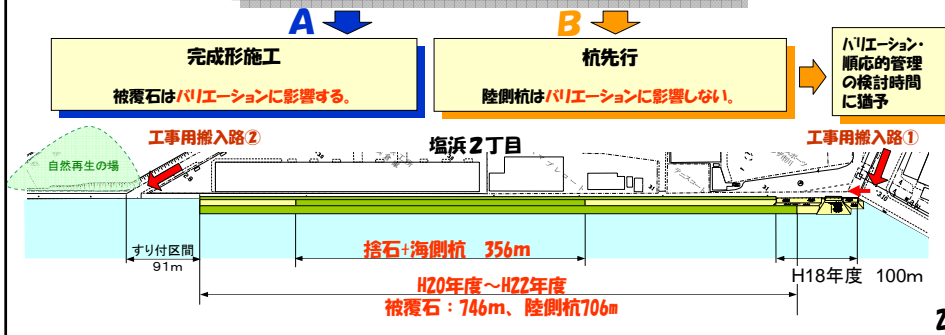 A
B
完成形施工
被覆石はバリエーションに影響する。
杭先行
陸側杭はバリエーションに影響しない。
バリエーション・
順応的管理
の検討時間
に猶予
工事用搬入路②
塩浜2丁目
工事用搬入路①
自然再生の場
すり付区間
91m
捨石+海側杭 356m
H18年度 100m
H20年度~H22年度
被覆石:746m、陸側杭706m
2